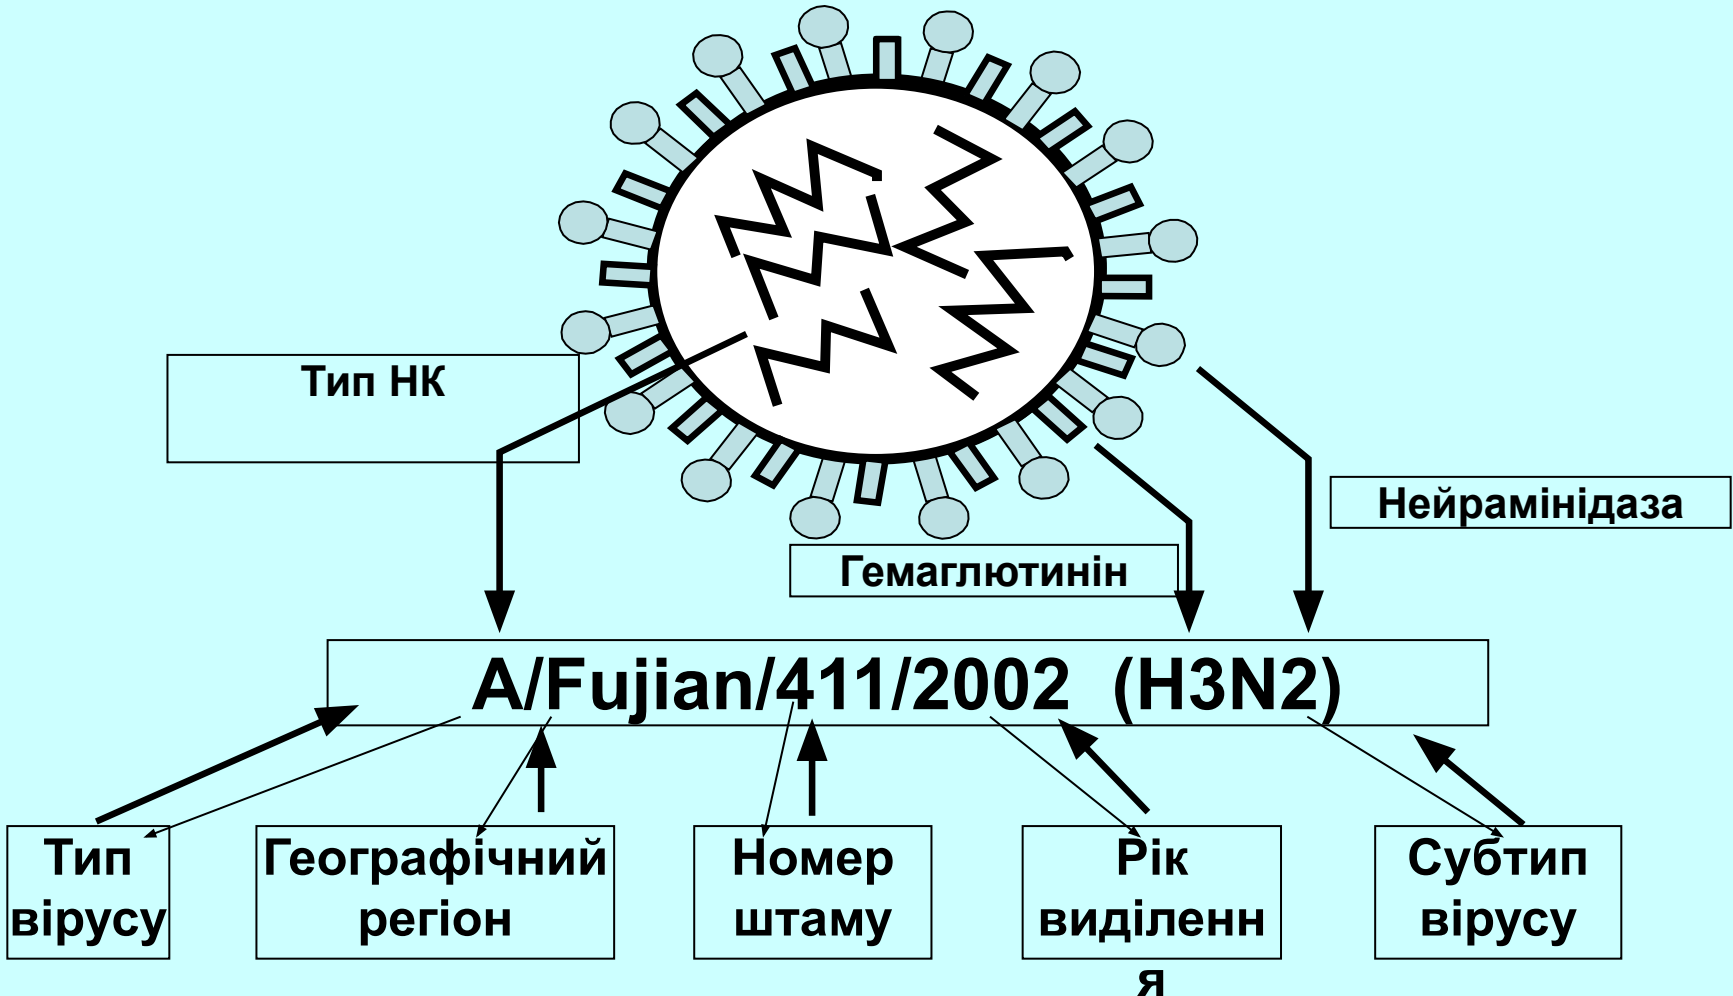 Тип НК
Нейрамінідаза
Гемаглютинін
A/Fujian/411/2002 (H3N2)
Тип
вірусу
Географічний
регіон
Номер
штаму
Рік
виділенн
я
Субтип
вірусу